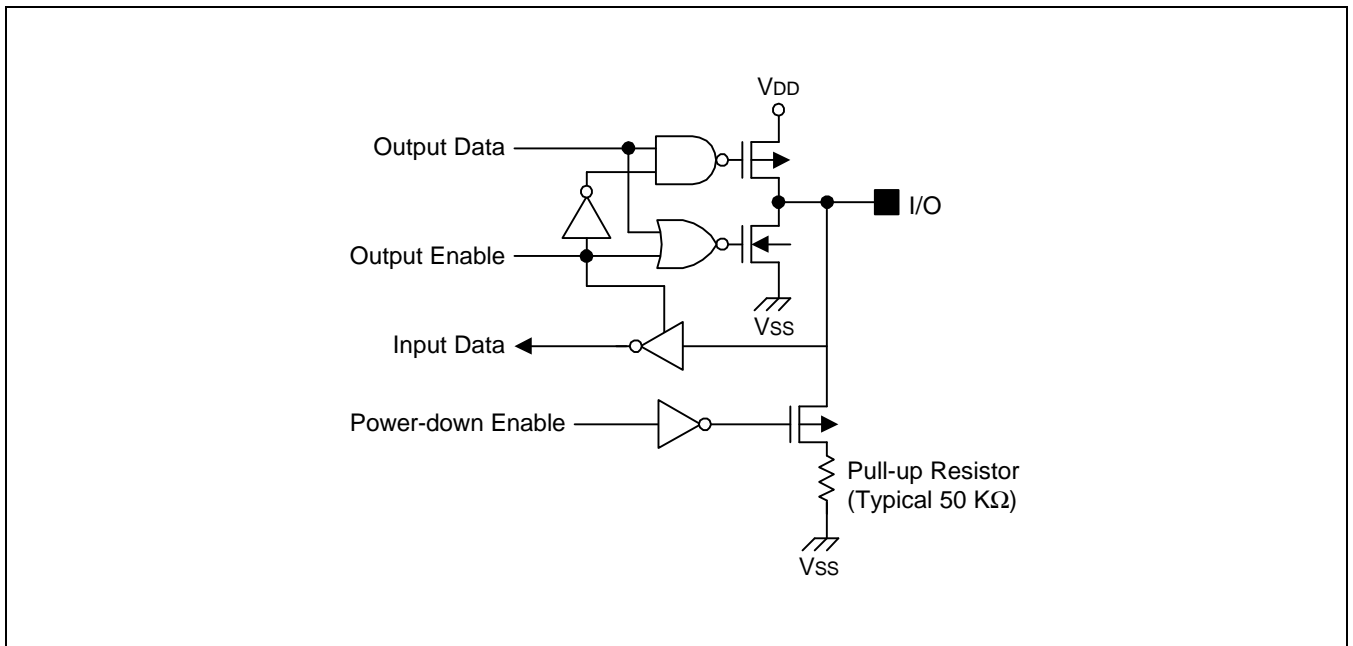 VDD
Output Data
I/O
Output Enable
VSS
Input Data
Power-down Enable
Pull-up Resistor
(Typical 50 KΩ)
VSS